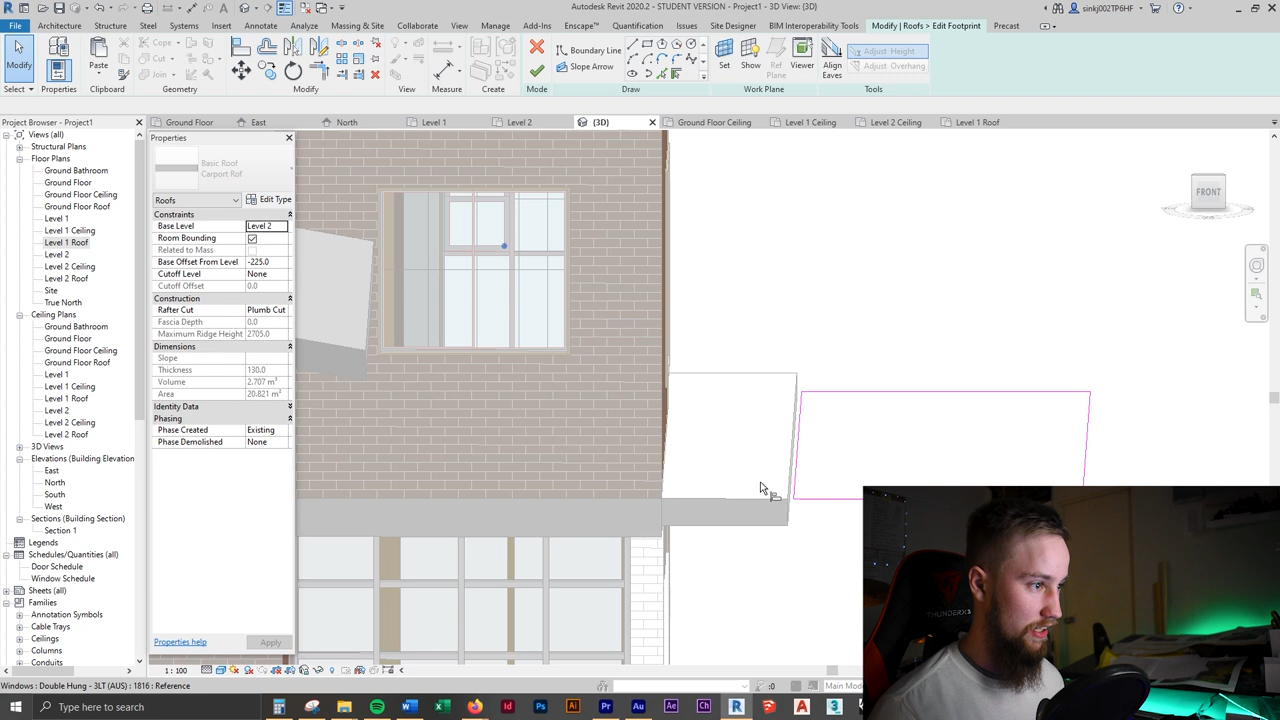 Autodesk Revit 2020.2 - STUDENT VERSION - Project1 - 3D View: {3D}
sinkj002TP6HF
File Architecture Structure Steel Systems Insert Annotate Analyze Massing & Site Collaborate View Manage Add-Ins Enscape™ Quantification Issues Site Designer BIM Interoperability Tools Modify | Roofs > Edit Footprint Precast
Cope
Cut
Join
Paste
Modify
Properties
Boundary Line
Slope Arrow
Set Show Ref Plane Viewer
Align Eaves
Adjust Height
Adjust Overhang
Select Properties Clipboard Geometry Modify View Measure Create Mode Draw Work Plane Tools
Project Browser - Project1
Ground Floor East North Level 1 Level 2 {3D} Ground Floor Ceiling Level 1 Ceiling Level 2 Ceiling Level 1 Roof
Views (all)
Structural Plans
Floor Plans
Ground Bathroom
Ground Floor
Ground Floor Ceiling
Ground Floor Roof
Level 1
Level 1 Ceiling
Level 1 Roof
Level 2
Level 2 Ceiling
Level 2 Roof
Site
True North
Ceiling Plans
Ground Bathroom
Ground Floor
Ground Floor Ceiling
Ground Floor Roof
Level 1
Level 1 Ceiling
Level 1 Roof
Level 2
Level 2 Ceiling
Level 2 Roof
3D Views
Elevations (Building Elevation
East
North
South
West
Sections (Building Section)
Section 1
Legends
Schedules/Quantities (all)
Door Schedule
Window Schedule
Sheets (all)
Families
Annotation Symbols
Cable Trays
Ceilings
Columns
Conduits
Properties
Basic Roof
Carport Rof
Roofs
Edit Type
Constraints
Base Level Level 2
Room Bounding
Related to Mass
Base Offset From Level -225.0
Cutoff Level None
Cutoff Offset 0.0
Construction
Rafter Cut Plumb Cut
Fascia Depth 0.0
Maximum Ridge Height 2705.0
Dimensions
Slope
Thickness 130.0
Volume 2.707 m³
Area 20.821 m²
Identity Data
Phasing
Phase Created Existing
Phase Demolished None
Properties help
Apply
FRONT
THUNDERX3
1 : 100
Windows : Double Hung - 3LT (AUS) : 1816 : Reference
:0
Type here to search